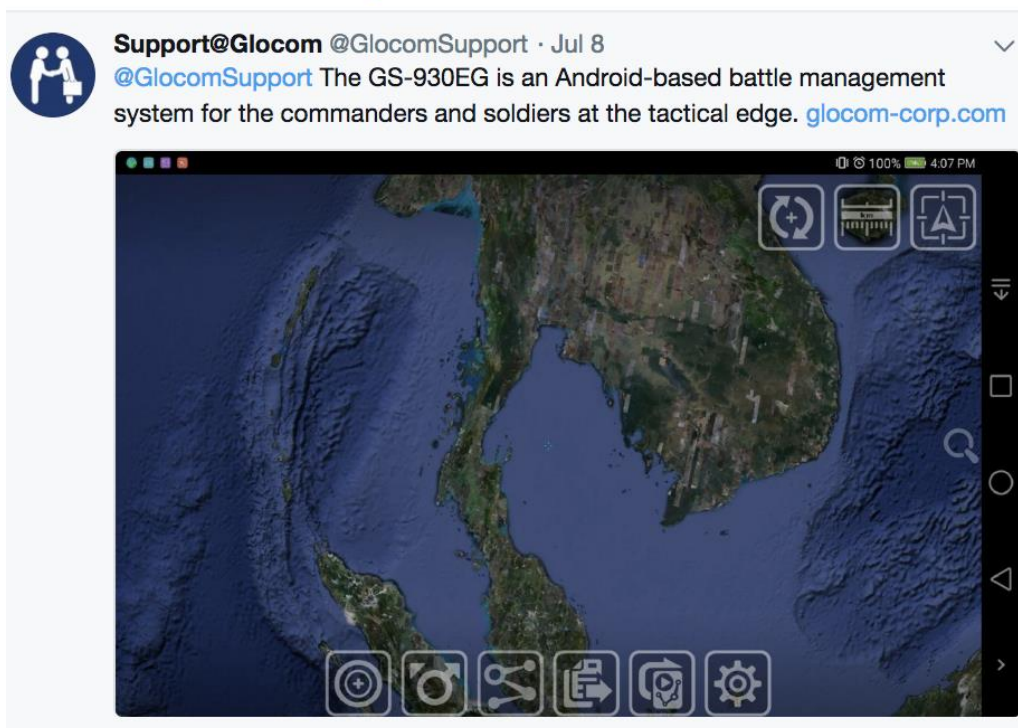 Support@Glocom @GlocomSupport · Jul 8
@GlocomSupport The GS-930EG is an Android-based battle management
system for the commanders and soldiers at the tactical edge. glocom-corp.com
100% 4:07 PM
km